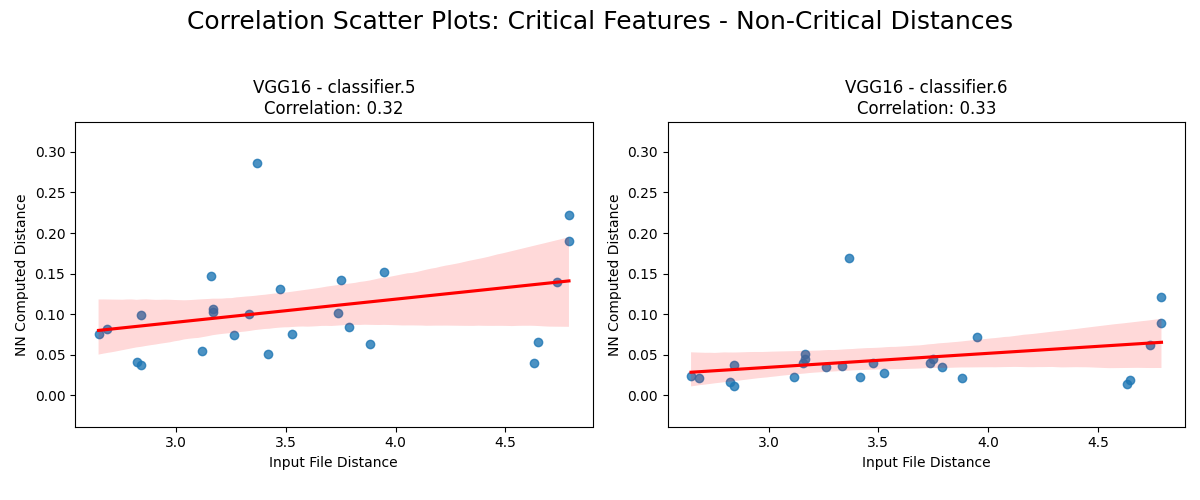 Correlation Scatter Plots: Critical Features - Non-Critical Distances
VGG16 - classifier.5
Correlation: 0.32
NN Computed Distance
0.30
0.25
0.20
0.15
0.10
0.05
0.00
3.0 3.5 4.0 4.5
Input File Distance
VGG16 - classifier.6
Correlation: 0.33
NN Computed Distance
0.30
0.25
0.20
0.15
0.10
0.05
0.00
3.0 3.5 4.0 4.5
Input File Distance